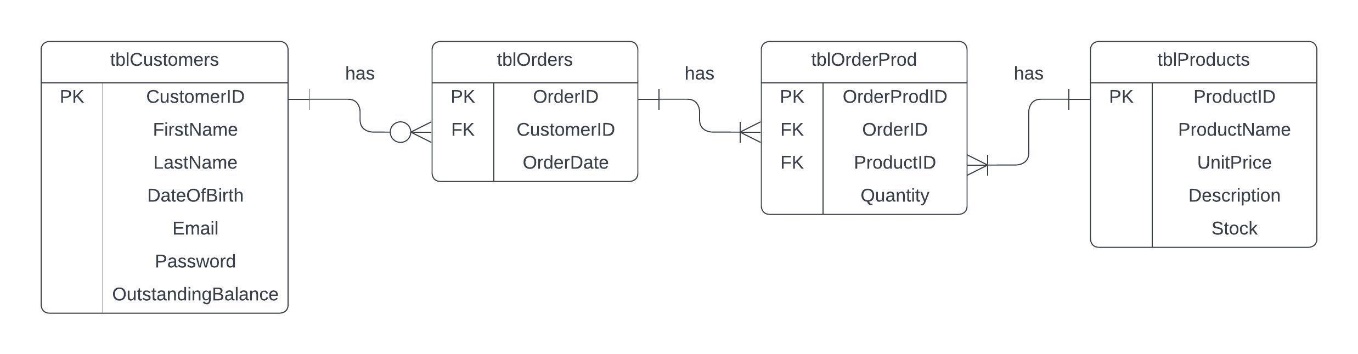 tblCustomers
PK CustomerID
FirstName
LastName
DateOfBirth
Email
Password
OutstandingBalance
has
tblOrders
PK OrderID
FK CustomerID
OrderDate
has
tblOrderProd
PK OrderProdID
FK OrderID
FK ProductID
Quantity
has
tblProducts
PK ProductID
ProductName
UnitPrice
Description
Stock